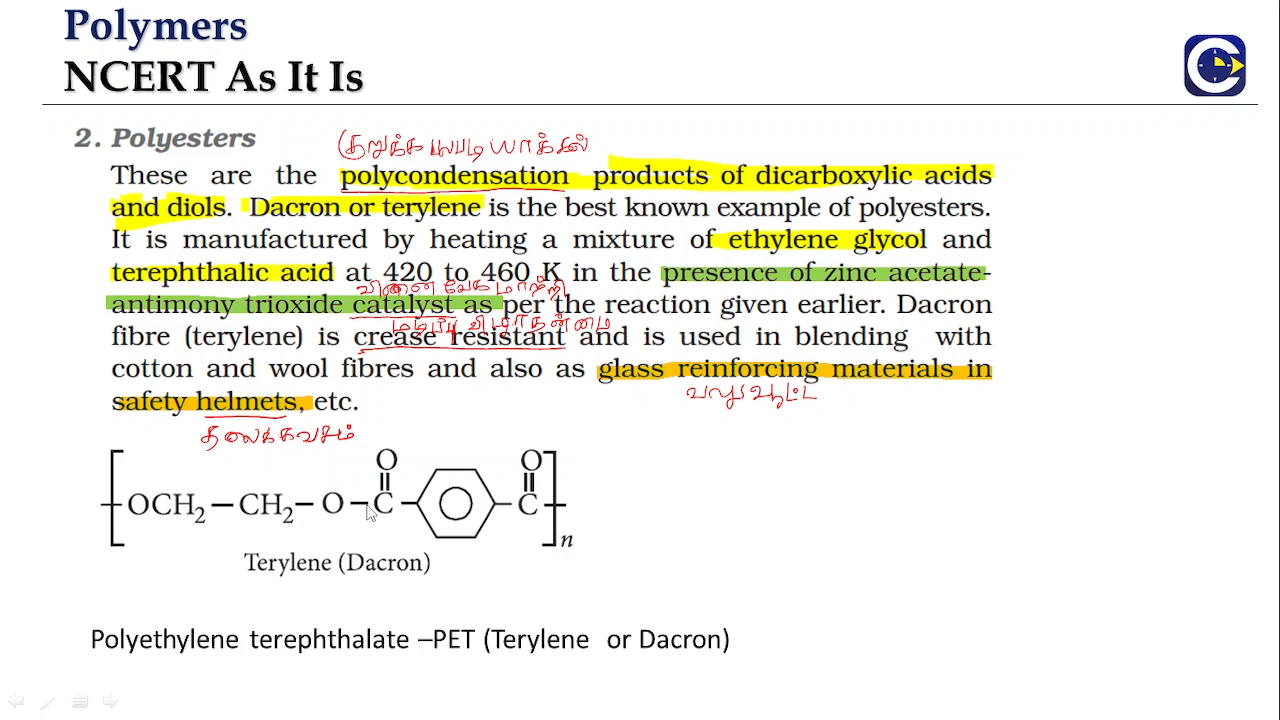 Polymers
NCERT As It Is
2. Polyesters
குறுக்க பலபடியாக்கல்
These are the polycondensation products of dicarboxylic acids
and diols. Dacron or terylene is the best known example of polyesters.
It is manufactured by heating a mixture of ethylene glycol and
terephthalic acid at 420 to 460 K in the presence of zinc acetate-
வினைவேகமாற்றி
antimony trioxide catalyst as per the reaction given earlier. Dacron
fibre (terylene) is crease resistant and is used in blending with
cotton and wool fibres and also as glass reinforcing materials in
வலுவூட்ட
safety helmets, etc.
தலைக்கவசம்
O O
OCH2 – CH2 – O – C C
n
Terylene (Dacron)
Polyethylene terephthalate –PET (Terylene or Dacron)